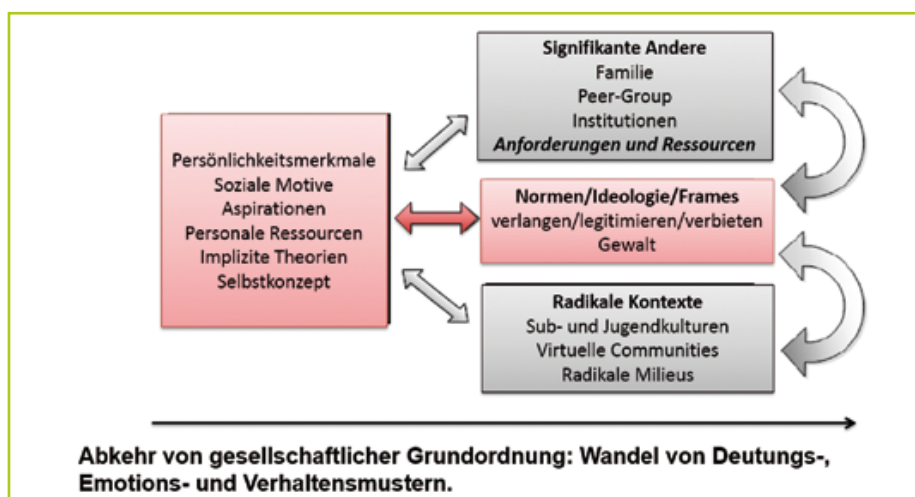 Persönlichkeitsmerkmale
Soziale Motive
Aspirationen
Personale Ressourcen
Implizite Theorien
Selbstkonzept
Signifikante Andere
Familie
Peer-Group
Institutionen
Anforderungen und Ressourcen
Normen/Ideologie/Frames
verlangen/legitimieren/verbieten
Gewalt
Radikale Kontexte
Sub- und Jugendkulturen
Virtuelle Communities
Radikale Milieus
Abkehr von gesellschaftlicher Grundordnung: Wandel von Deutungs-,
Emotions- und Verhaltensmustern.